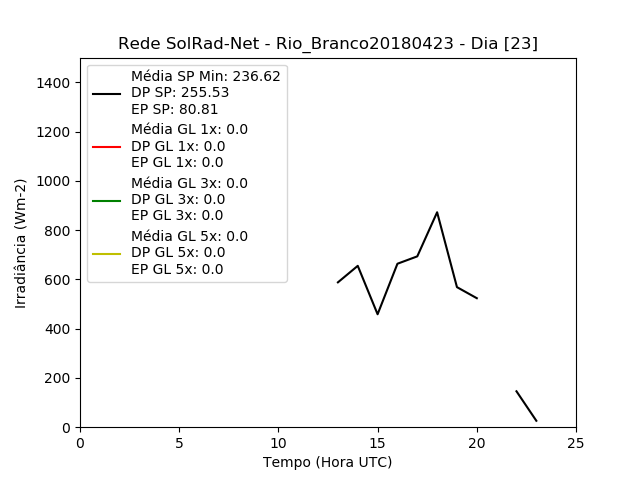 Rede SolRad-Net - Rio_Branco20180423 - Dia [23]
Média SP Min: 236.62
DP SP: 255.53
EP SP: 80.81
Média GL 1x: 0.0
DP GL 1x: 0.0
EP GL 1x: 0.0
Média GL 3x: 0.0
DP GL 3x: 0.0
EP GL 3x: 0.0
Média GL 5x: 0.0
DP GL 5x: 0.0
EP GL 5x: 0.0
Irradiância (Wm-2)
1400
1200
1000
800
600
400
200
0
0 5 10 15 20 25
Tempo (Hora UTC)